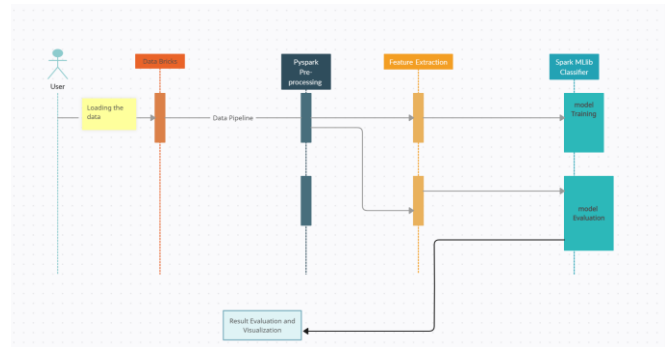 Data Bricks
Pyspark
Pre-
processing
Feature Extraction
Spark MLlib
Classifier
User
Loading the
data
Data Pipeline
model
Training
model
Evaluation
Result Evaluation and
Visualization